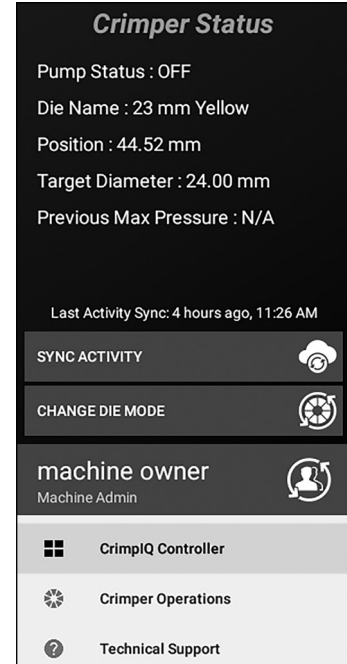 Crimper Status
Pump Status : OFF
Die Name : 23 mm Yellow
Position : 44.52 mm
Target Diameter : 24.00 mm
Previous Max Pressure : N/A
Last Activity Sync: 4 hours ago, 11:26 AM
SYNC ACTIVITY
CHANGE DIE MODE
machine owner
Machine Admin
CrimpIQ Controller
Crimper Operations
Technical Support